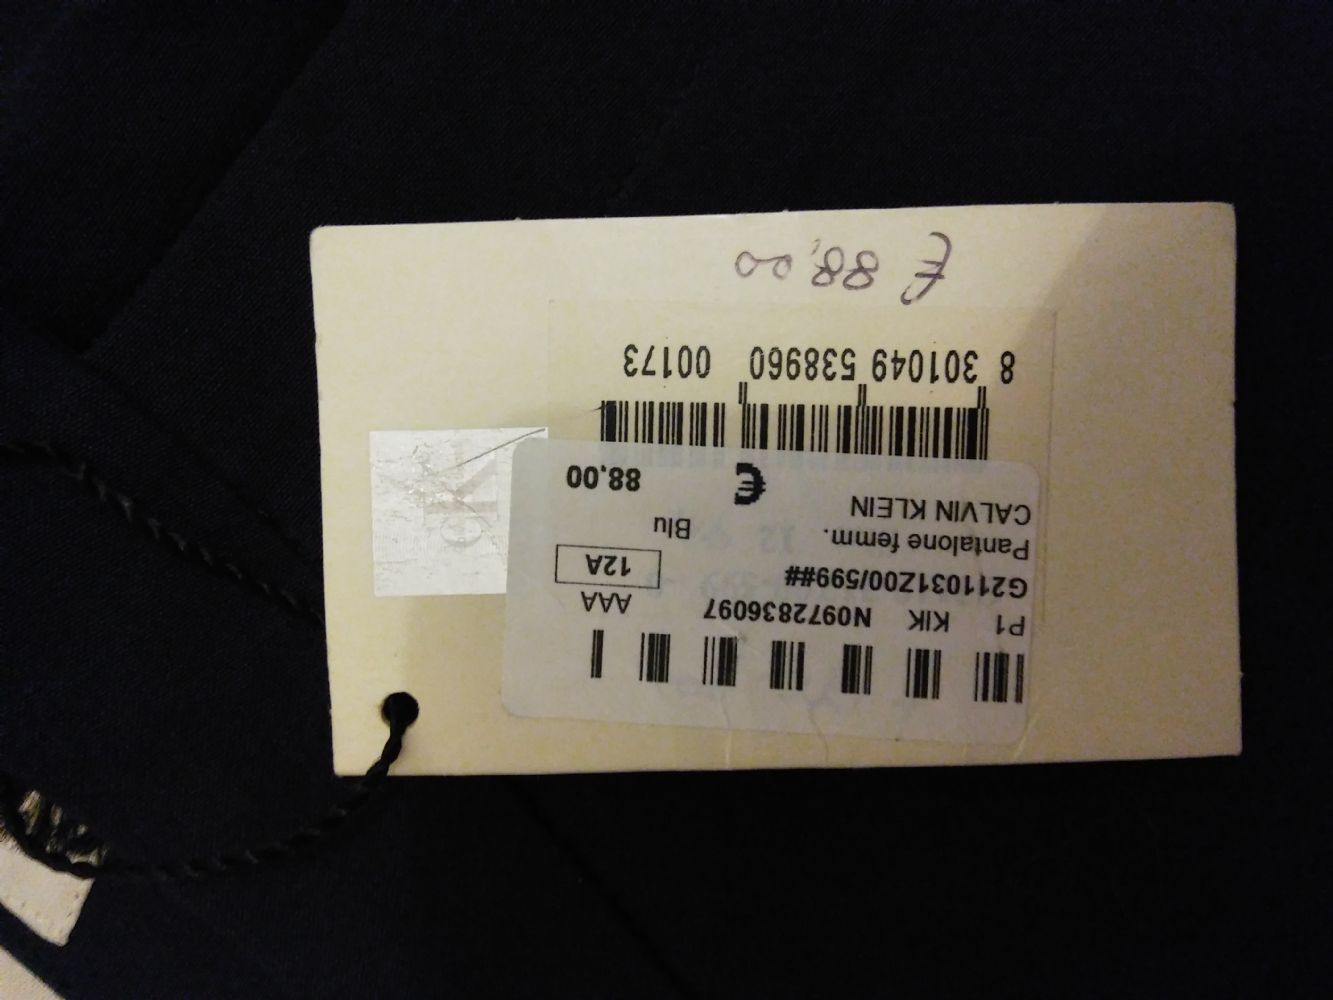 P1 KIK N0972836097 AAA
G211031Z00/599## 12A
Pantalone femm. Blu
CALVIN KLEIN € 88,00
8 301049 538960 00173
€ 88,00
cK